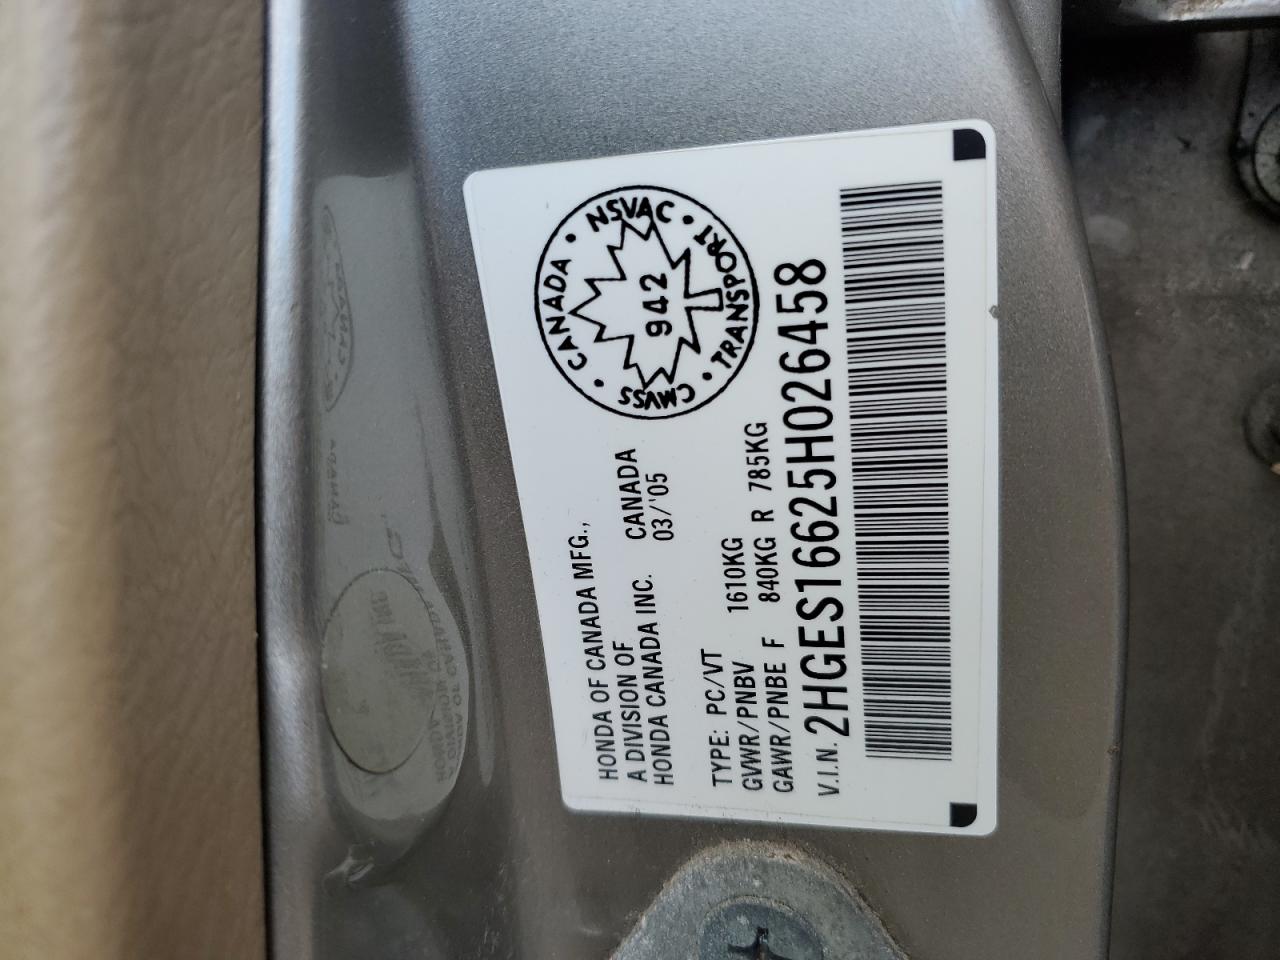 HONDA OF CANADA MFG.,
A DIVISION OF
HONDA CANADA INC. CANADA
03/'05
TYPE: PC/VT
GVWR/PNBV 1610KG
GAWR/PNBE F 840KG R 785KG
V.I.N. 2HGES16625H026458
CANADA • NSVAC • TRANSPORT • CMVSS •
942